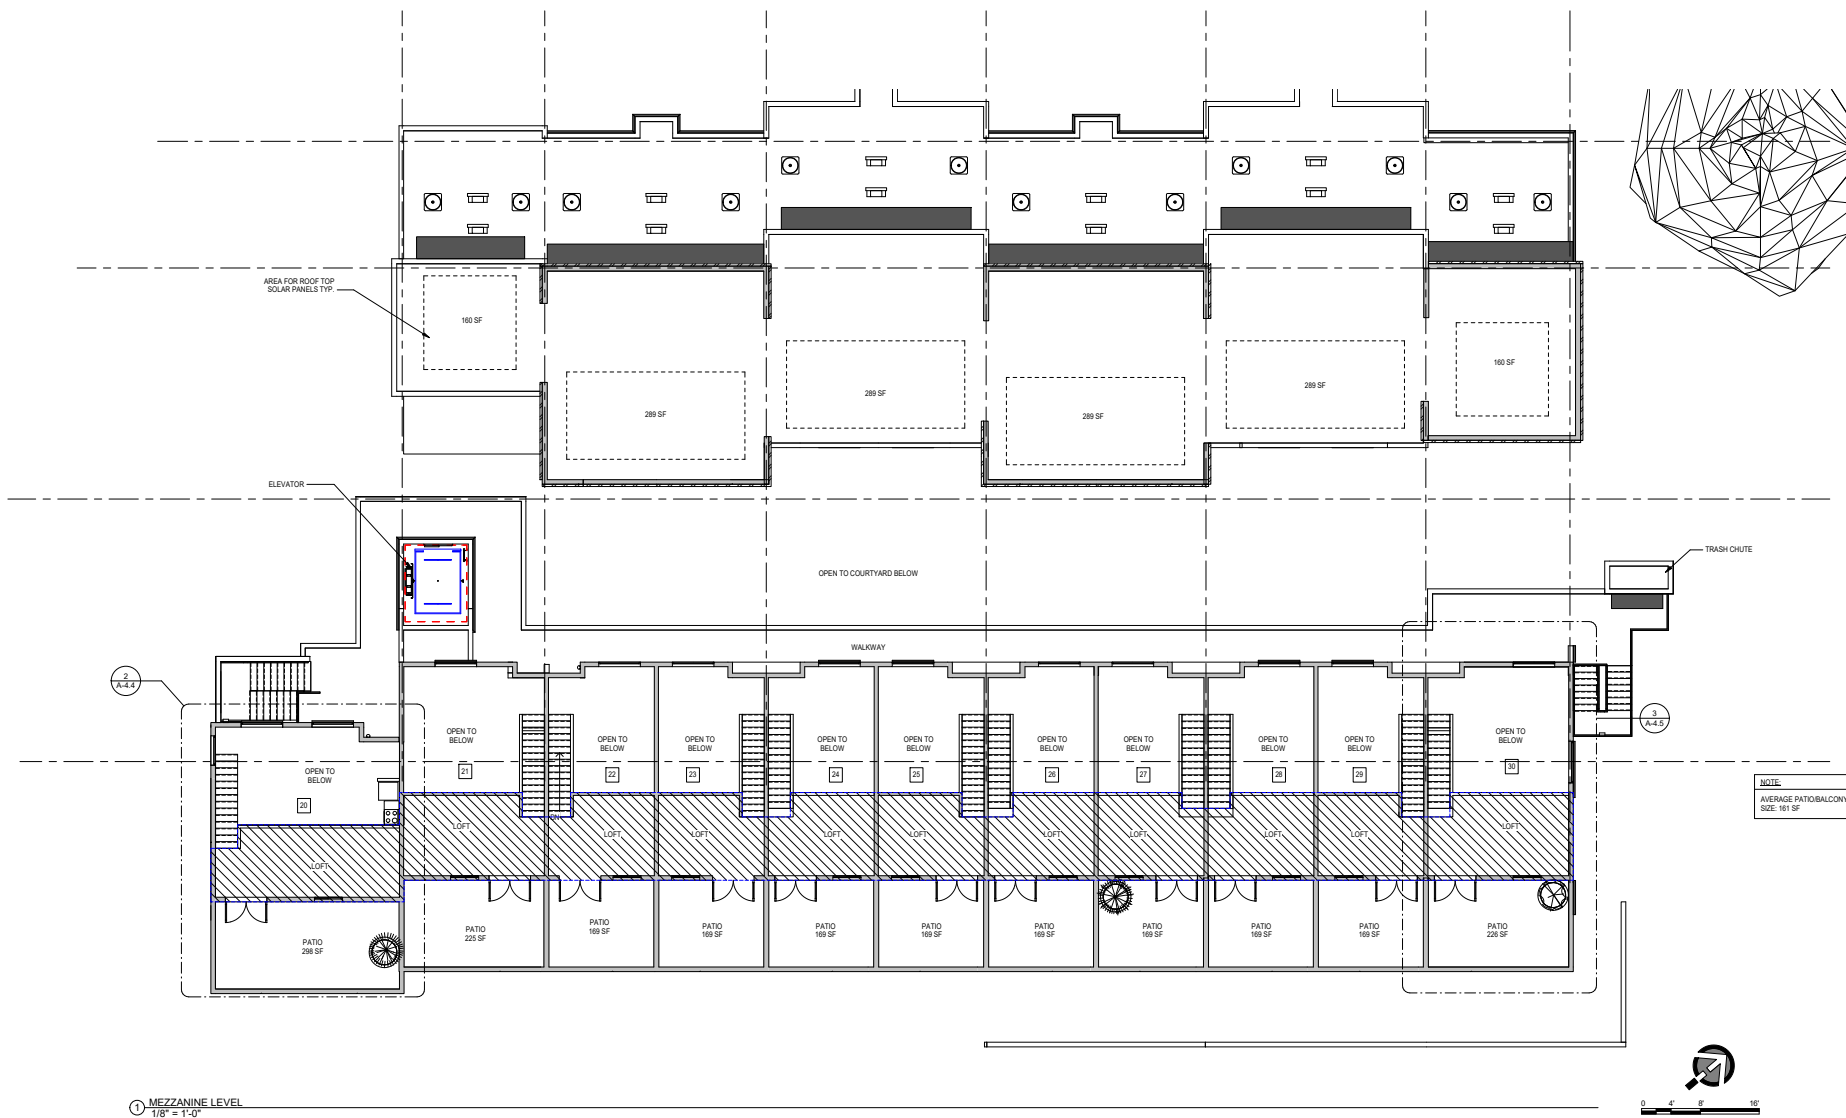 AREA FOR ROOF TOP
SOLAR PANELS TYP.
160 SF
289 SF
289 SF
289 SF
289 SF
160 SF
ELEVATOR
OPEN TO COURTYARD BELOW
TRASH CHUTE
WALKWAY
2
A-4.4
3
A-4.5
OPEN TO
BELOW
20
OPEN TO
BELOW
21
OPEN TO
BELOW
22
OPEN TO
BELOW
23
OPEN TO
BELOW
24
OPEN TO
BELOW
25
OPEN TO
BELOW
26
OPEN TO
BELOW
27
OPEN TO
BELOW
28
OPEN TO
BELOW
29
OPEN TO
BELOW
30
NOTE:
AVERAGE PATIO/BALCONY
SIZE: 161 SF
DN
LOFT
LOFT
LOFT
LOFT
LOFT
LOFT
LOFT
LOFT
LOFT
LOFT
LOFT
PATIO
298 SF
PATIO
225 SF
PATIO
169 SF
PATIO
169 SF
PATIO
169 SF
PATIO
169 SF
PATIO
169 SF
PATIO
169 SF
PATIO
169 SF
PATIO
169 SF
PATIO
226 SF
1 MEZZANINE LEVEL
1/8" = 1'-0"
0 4' 8' 16'